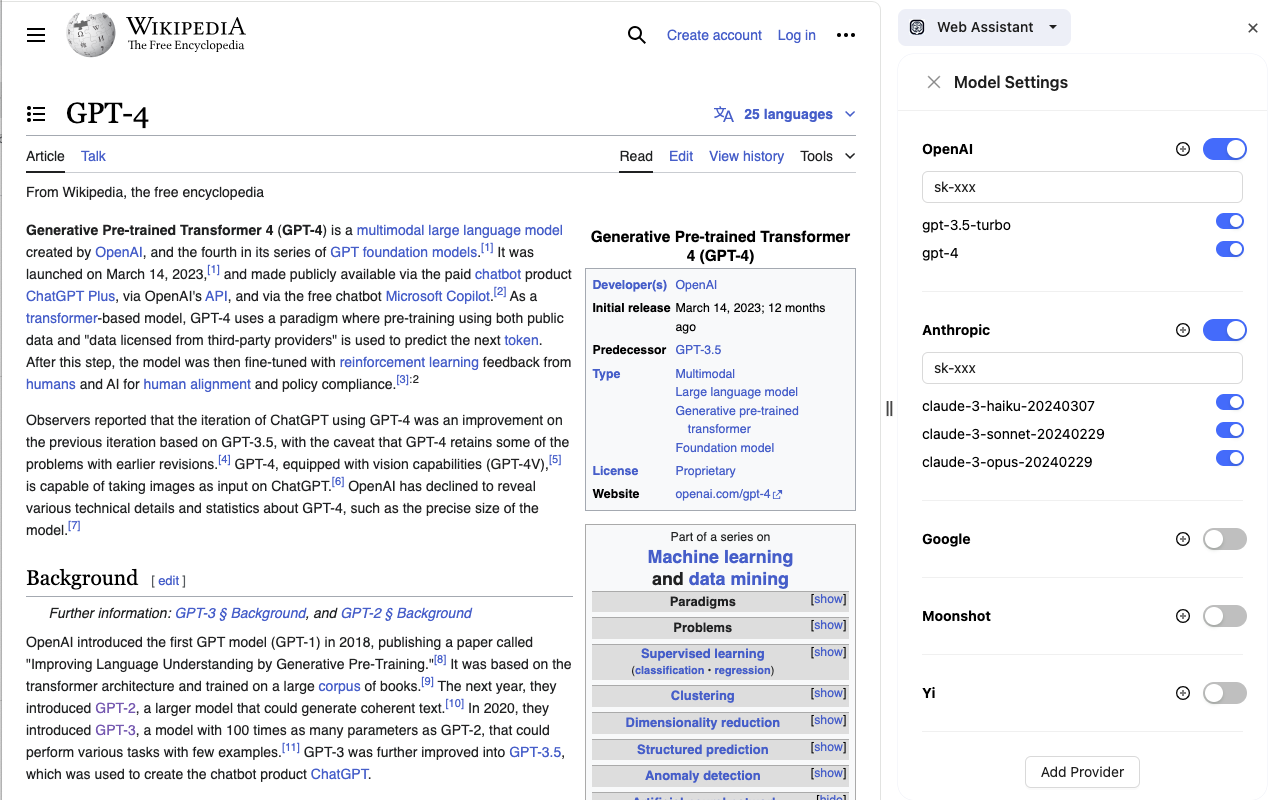 WIKIPEDIA
The Free Encyclopedia
Create account Log in
GPT-4
25 languages
Article Talk
Read Edit View history Tools
From Wikipedia, the free encyclopedia
Generative Pre-trained Transformer 4 (GPT-4) is a multimodal large language model
created by OpenAI, and the fourth in its series of GPT foundation models.[1] It was
launched on March 14, 2023,[1] and made publicly available via the paid chatbot product
ChatGPT Plus, via OpenAI's API, and via the free chatbot Microsoft Copilot.[2] As a
transformer-based model, GPT-4 uses a paradigm where pre-training using both public
data and "data licensed from third-party providers" is used to predict the next token.
After this step, the model was then fine-tuned with reinforcement learning feedback from
humans and AI for human alignment and policy compliance.[3]:2
Observers reported that the iteration of ChatGPT using GPT-4 was an improvement on
the previous iteration based on GPT-3.5, with the caveat that GPT-4 retains some of the
problems with earlier revisions.[4] GPT-4, equipped with vision capabilities (GPT-4V),[5]
is capable of taking images as input on ChatGPT.[6] OpenAI has declined to reveal
various technical details and statistics about GPT-4, such as the precise size of the
model.[7]
Background [ edit ]
Further information: GPT-3 § Background, and GPT-2 § Background
OpenAI introduced the first GPT model (GPT-1) in 2018, publishing a paper called
"Improving Language Understanding by Generative Pre-Training."[8] It was based on the
transformer architecture and trained on a large corpus of books.[9] The next year, they
introduced GPT-2, a larger model that could generate coherent text.[10] In 2020, they
introduced GPT-3, a model with 100 times as many parameters as GPT-2, that could
perform various tasks with few examples.[11] GPT-3 was further improved into GPT-3.5,
which was used to create the chatbot product ChatGPT.
Generative Pre-trained Transformer
4 (GPT-4)
Developer(s) OpenAI
Initial release March 14, 2023; 12 months
ago
Predecessor GPT-3.5
Type Multimodal
Large language model
Generative pre-trained
transformer
Foundation model
License Proprietary
Website openai.com/gpt-4
Part of a series on
Machine learning
and data mining
Paradigms [show]
Problems [show]
Supervised learning [show]
(classification • regression)
Clustering [show]
Dimensionality reduction [show]
Structured prediction [show]
Anomaly detection [show]
Artificial neural network [hide]
Web Assistant
Model Settings
OpenAI
sk-xxx
gpt-3.5-turbo
gpt-4
Anthropic
sk-xxx
claude-3-haiku-20240307
claude-3-sonnet-20240229
claude-3-opus-20240229
Google
Moonshot
Yi
Add Provider